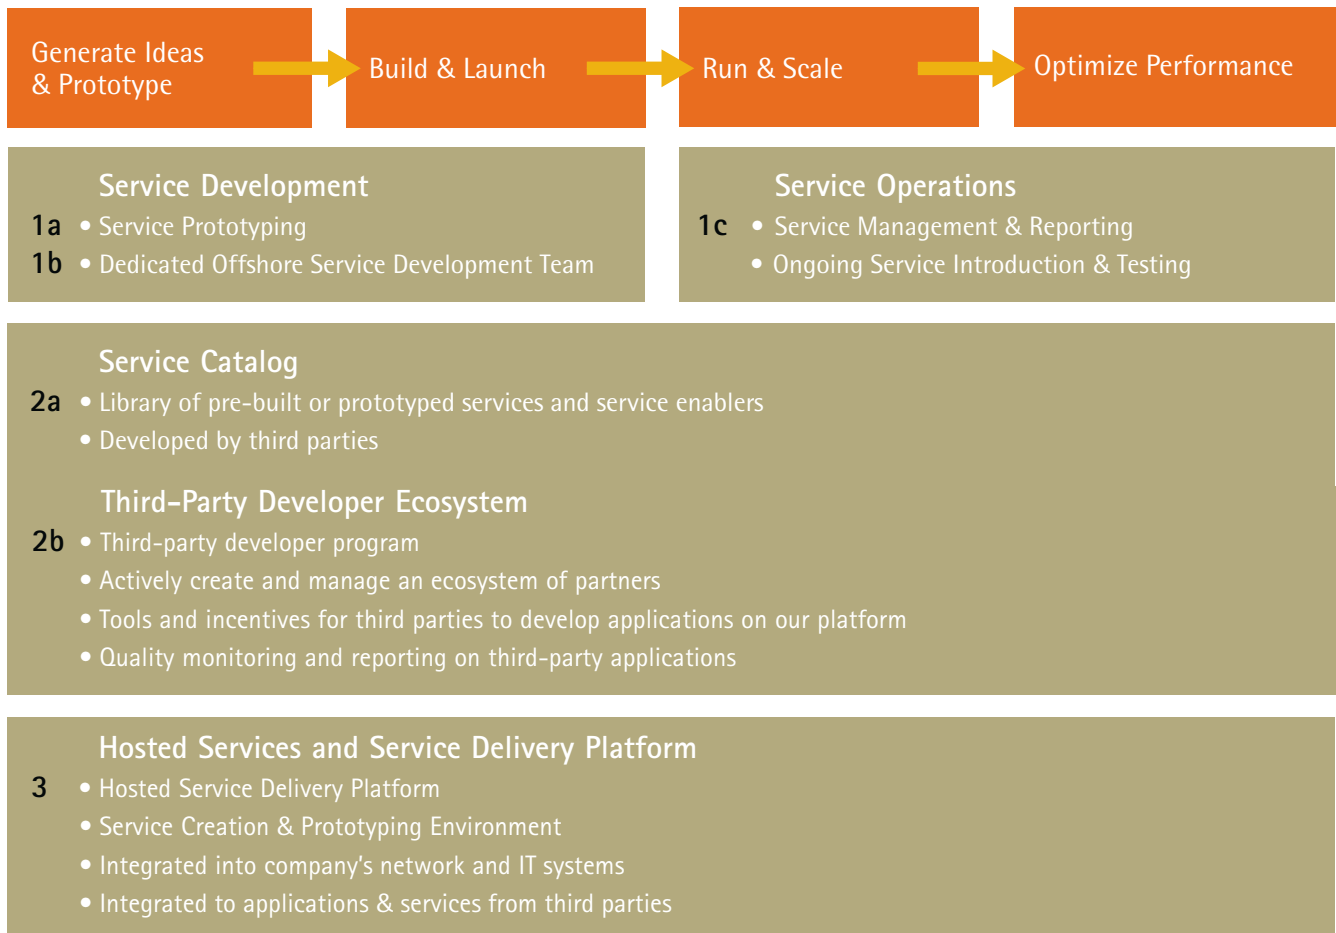 Generate Ideas
& Prototype
Build & Launch
Run & Scale
Optimize Performance
Service Development
1a • Service Prototyping
1b • Dedicated Offshore Service Development Team
Service Operations
1c • Service Management & Reporting
• Ongoing Service Introduction & Testing
Service Catalog
2a • Library of pre-built or prototyped services and service enablers
• Developed by third parties
Third-Party Developer Ecosystem
2b • Third-party developer program
• Actively create and manage an ecosystem of partners
• Tools and incentives for third parties to develop applications on our platform
• Quality monitoring and reporting on third-party applications
Hosted Services and Service Delivery Platform
3 • Hosted Service Delivery Platform
• Service Creation & Prototyping Environment
• Integrated into company's network and IT systems
• Integrated to applications & services from third parties